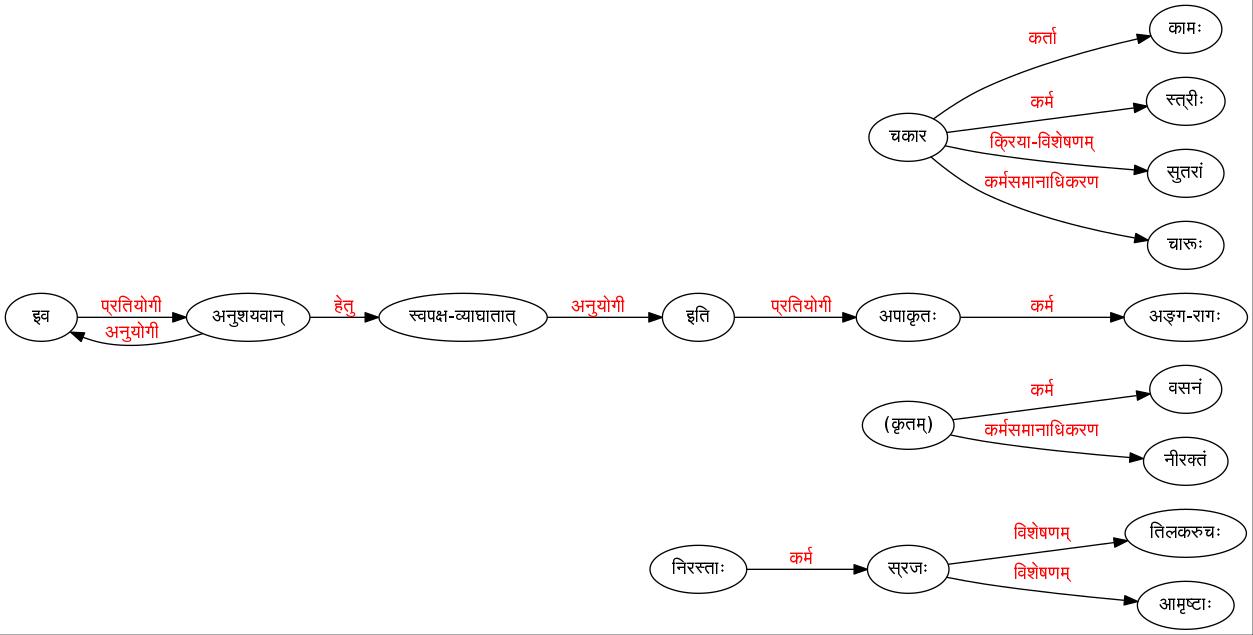 कामः
कर्ता
कर्म
स्त्रीः
चकार
क्रिया-विशेषणम्
सुतरां
कर्मसमानाधिकरण
चारूः
इव
प्रतियोगी
अनुयोगी
अनुशयवान्
हेतु
स्वपक्ष-व्याघातात्
अनुयोगी
इति
प्रतियोगी
अपाकृतः
कर्म
अङ्ग-रागः
वसनं
कर्म
(कृतम्)
कर्मसमानाधिकरण
नीरक्तं
तिलकरुचः
विशेषणम्
निरस्ताः
कर्म
स्रजः
विशेषणम्
आमृष्टाः